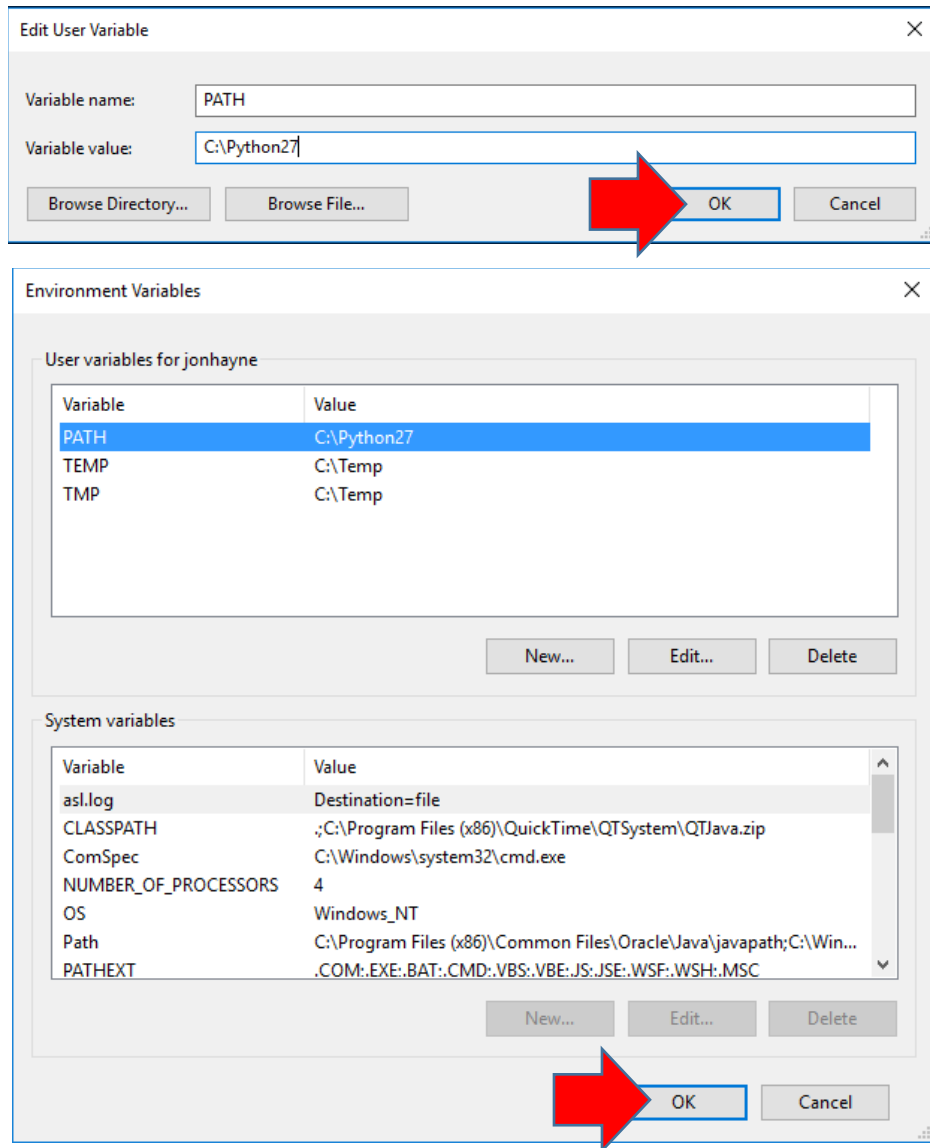 Edit User Variable
Variable name: PATH
Variable value: C:\Python27
Browse Directory... Browse File... OK Cancel
Environment Variables
User variables for jonhayne
Variable Value
PATH C:\Python27
TEMP C:\Temp
TMP C:\Temp
New... Edit... Delete
System variables
Variable Value
asl.log Destination=file
CLASSPATH .;C:\Program Files (x86)\QuickTime\QTSystem\QTJava.zip
ComSpec C:\Windows\system32\cmd.exe
NUMBER_OF_PROCESSORS 4
OS Windows_NT
Path C:\Program Files (x86)\Common Files\Oracle\Java\javapath;C:\Win...
PATHEXT .COM;.EXE;.BAT;.CMD;.VBS;.VBE;.JS;.JSE;.WSF;.WSH;.MSC
New... Edit... Delete
OK Cancel